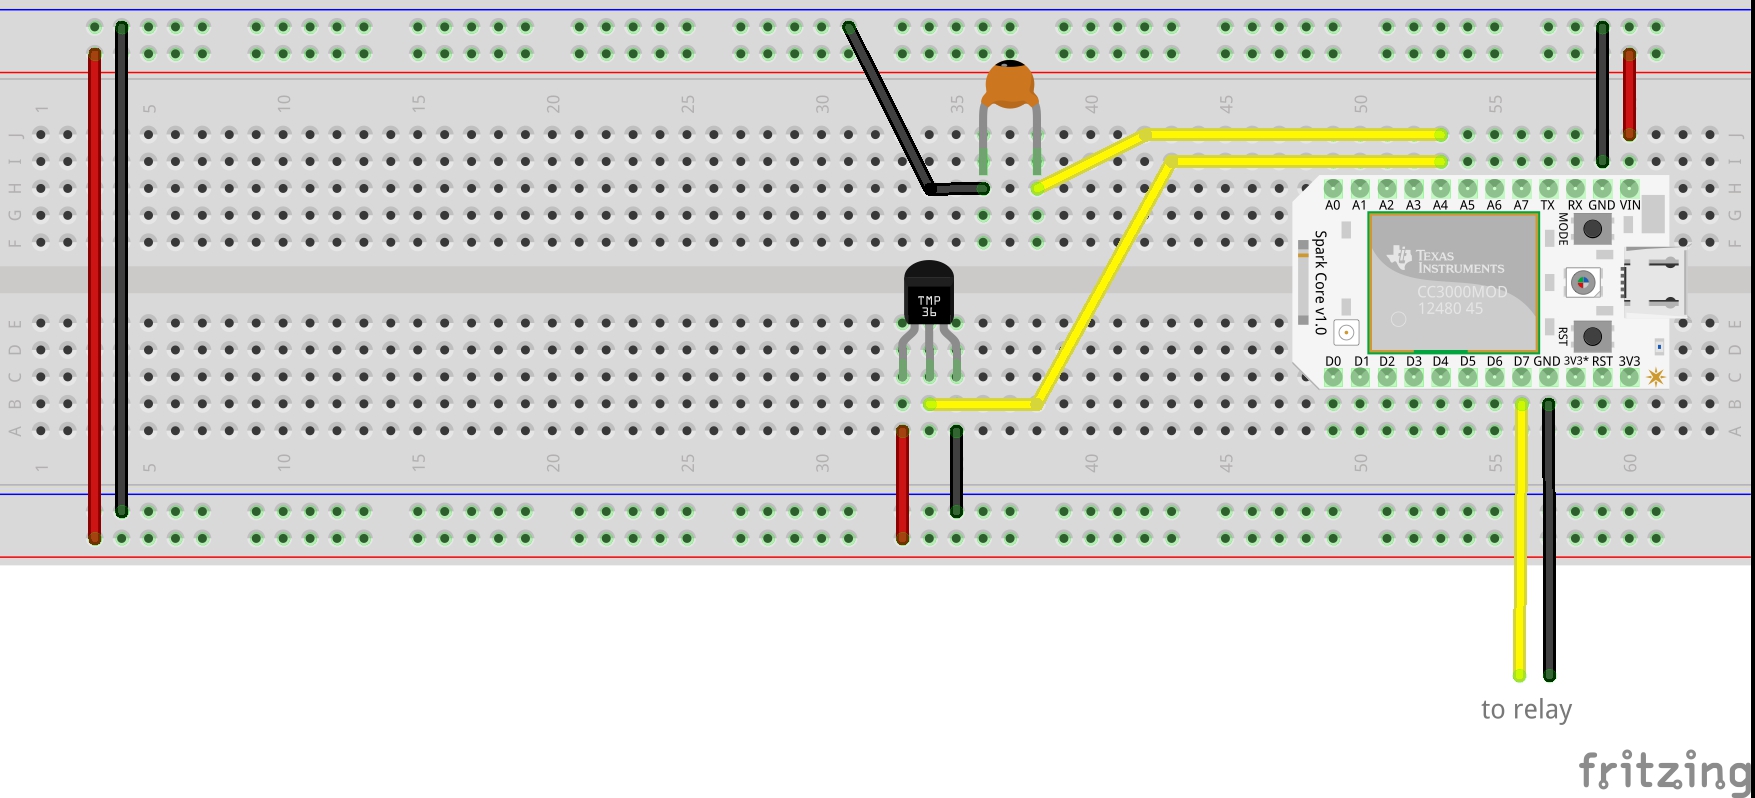 1 5 10 15 20 25 30 35 40 45 50 55
J
I
H
G
F
A0 A1 A2 A3 A4 A5 A6 A7 TX RX GND VIN
MODE
Spark Core v1.0
TEXAS
INSTRUMENTS
CC3000MOD
12480 45
TMP
36
RST
D0 D1 D2 D3 D4 D5 D6 D7 GND 3V3* RST 3V3
J
I
H
G
F
E
D
C
B
A
E
D
C
B
A
1 5 10 15 20 25 30 35 40 45 50 55 60
to relay
fritzing